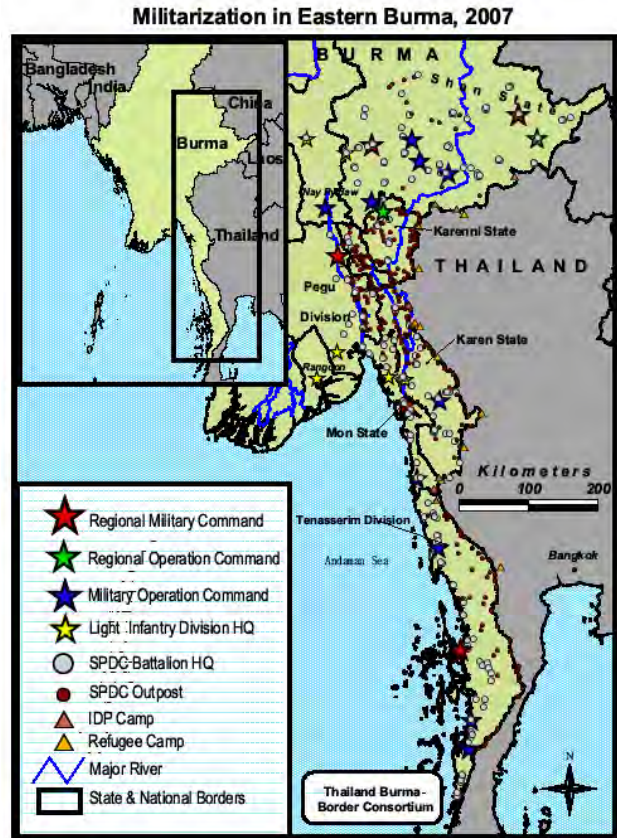 Militarization in Eastern Burma, 2007
Bangladesh
India
China
Burma
Laos
Thailand
BURMA
Shan State
Karenni State
THAILAND
Pegu
Division
Karen State
Rangoon
Mon State
Kilometers
0 100 200
Tenasserim Division
Andaman Sea
Bangkok
Regional Military Command
Regional Operation Command
Military Operation Command
Light Infantry Division HQ
SPDC Battalion HQ
SPDC Outpost
IDP Camp
Refugee Camp
Major River
State & National Borders
Thailand Burma-
Border Consortium
N